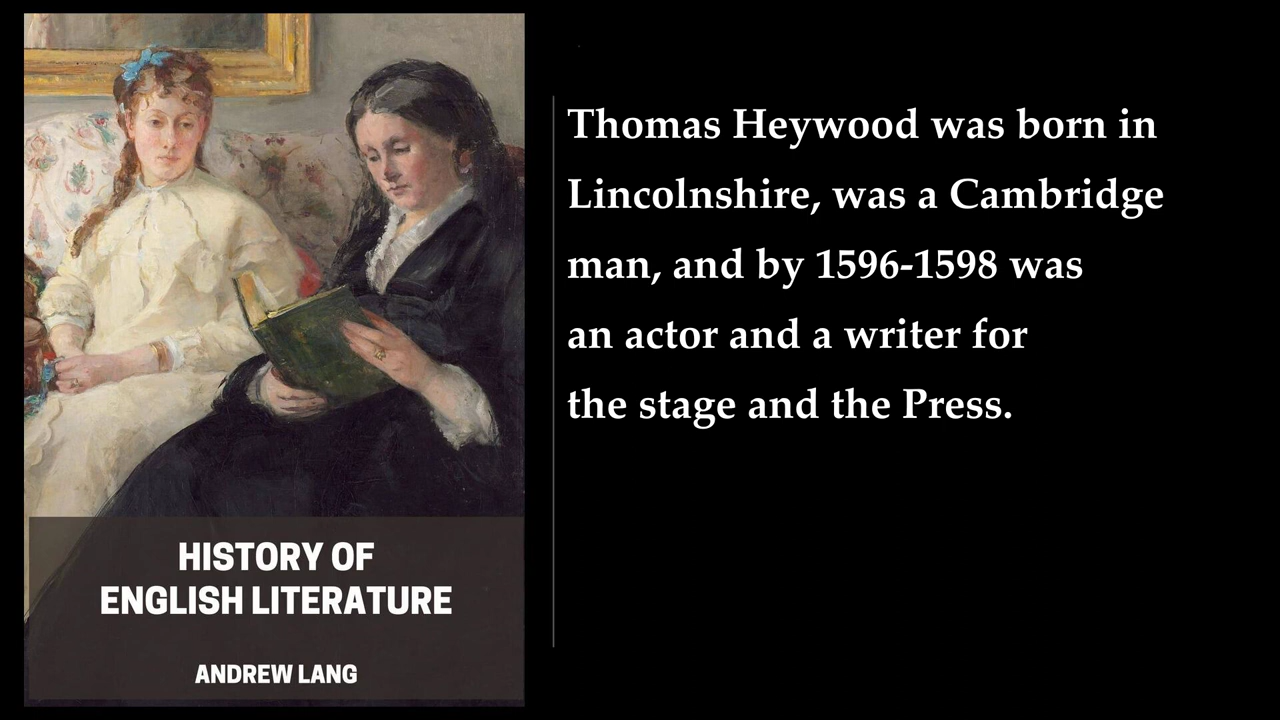 HISTORY OF
ENGLISH LITERATURE
ANDREW LANG
Thomas Heywood was born in
Lincolnshire, was a Cambridge
man, and by 1596-1598 was
an actor and a writer for
the stage and the Press.